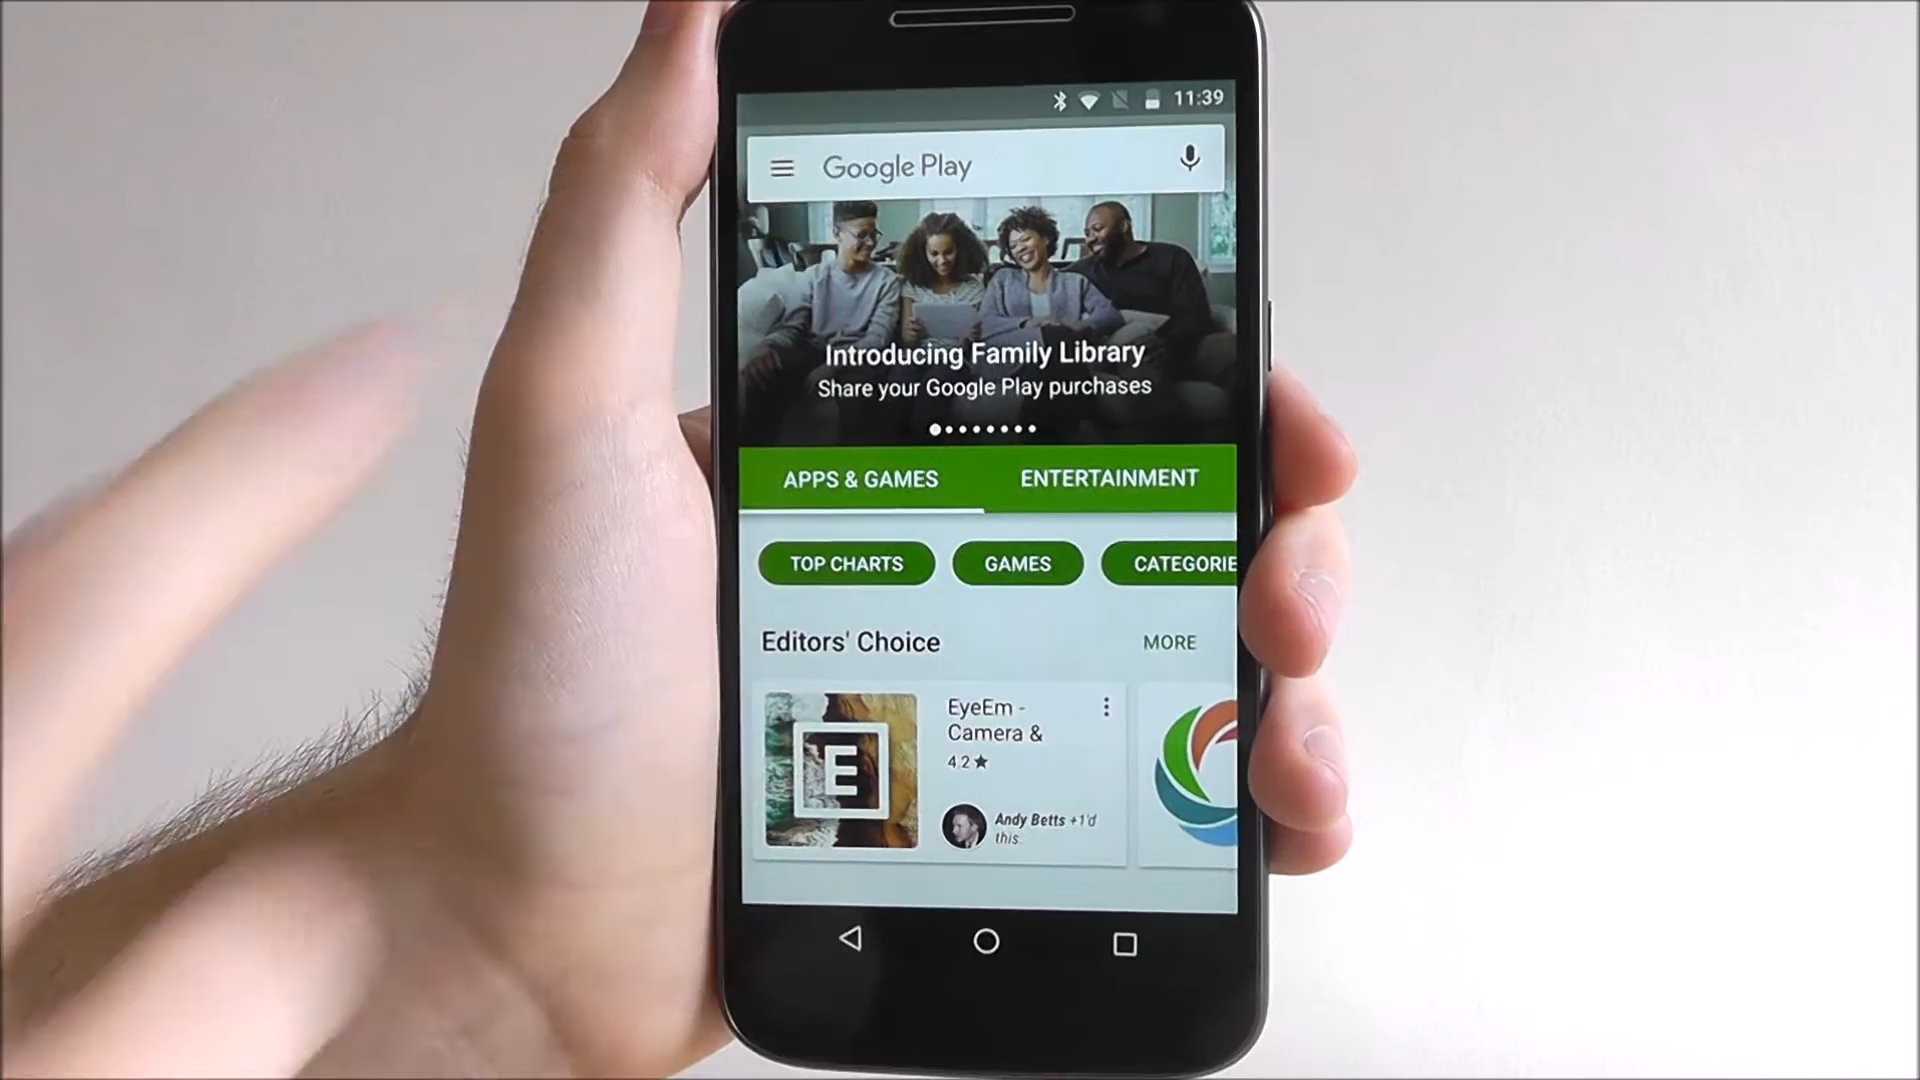 11:39
Google Play
Introducing Family Library
Share your Google Play purchases
APPS & GAMES
ENTERTAINMENT
TOP CHARTS
GAMES
CATEGORIE
Editors' Choice
MORE
EyeEm -
Camera &
4.2★
E
Andy Betts +1'd
this.